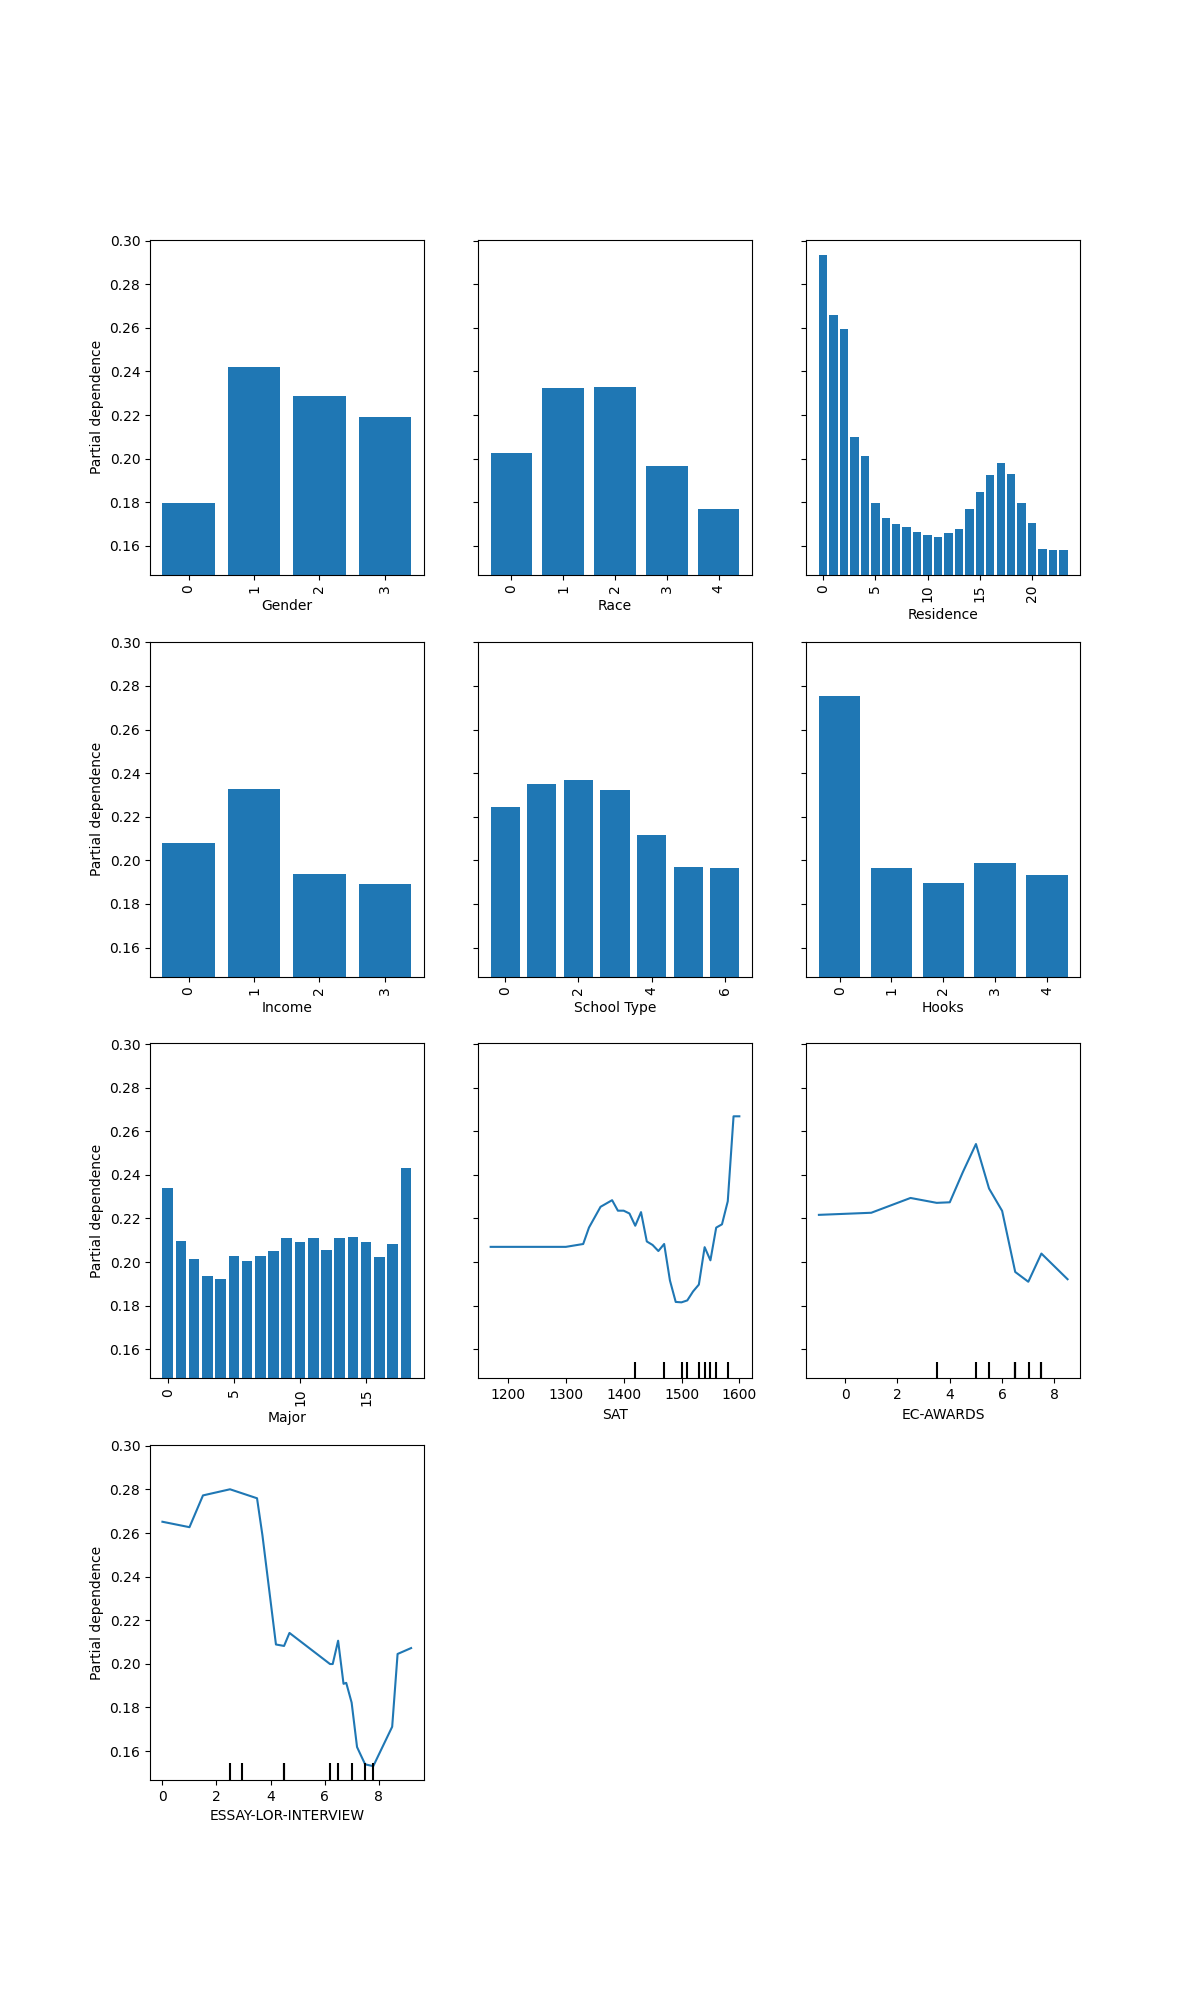 0.30
0.28
0.26
0.24
0.22
0.20
0.18
0.16
Partial dependence
0 1 2 3
Gender
0 1 2 3 4
Race
0 5 10 15 20
Residence
0.30
0.28
0.26
0.24
0.22
0.20
0.18
0.16
Partial dependence
0 1 2 3
Income
0 2 4 6
School Type
0 1 2 3 4
Hooks
0.30
0.28
0.26
0.24
0.22
0.20
0.18
0.16
Partial dependence
0 5 10 15
Major
1200 1300 1400 1500 1600
SAT
0 2 4 6 8
EC-AWARDS
0.30
0.28
0.26
0.24
0.22
0.20
0.18
0.16
Partial dependence
0 2 4 6 8
ESSAY-LOR-INTERVIEW